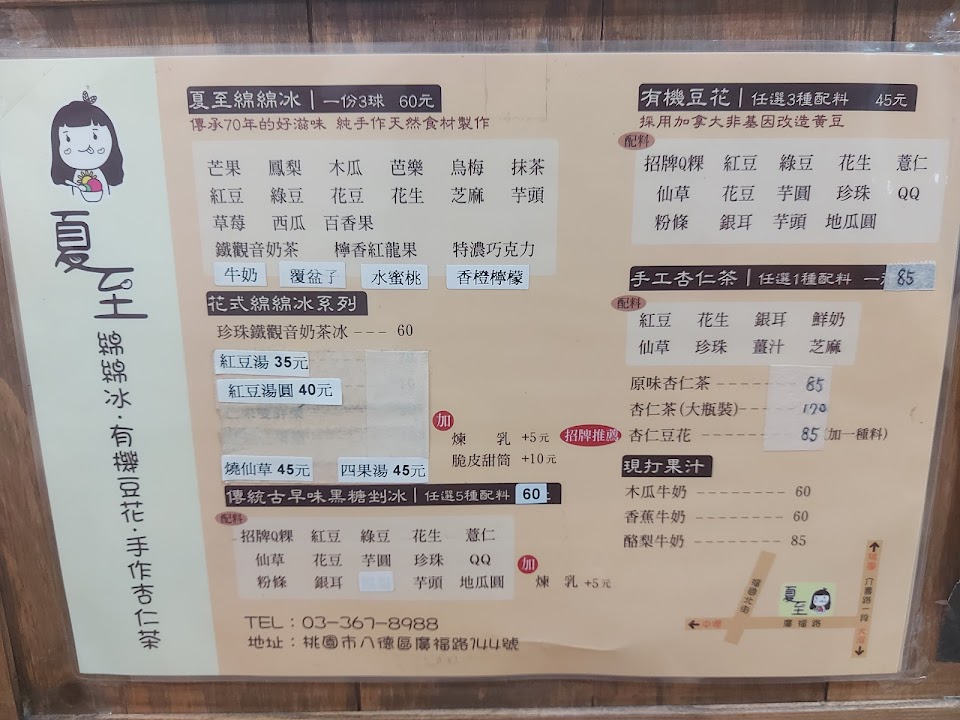 夏至
綿綿冰·有機豆花·手作杏仁茶
夏至綿綿冰 | 一份3球 60元
傳承70年的好滋味 純手作天然食材製作
芒果 鳳梨 木瓜 芭樂 烏梅 抹茶
紅豆 綠豆 花豆 花生 芝麻 芋頭
草莓 西瓜 百香果
鐵觀音奶茶 檸香紅龍果 特濃巧克力
牛奶 覆盆子 水蜜桃 香橙檸檬
花式綿綿冰系列
珍珠鐵觀音奶茶冰 --- 60
紅豆湯 35元
紅豆湯圓 40元
燒仙草 45元 四果湯 45元
加
煉 乳 +5元
脆皮甜筒 +10元
傳統古早味黑糖剉冰 | 任選5種配料 60
配料
招牌Q粿 紅豆 綠豆 花生 薏仁
仙草 花豆 芋圓 珍珠 QQ
粉條 銀耳 芋頭 地瓜圓
加
煉 乳 +5元
TEL：03-367-8988
地址：桃園市八德區廣福路744號
有機豆花 | 任選3種配料 45元
採用加拿大非基因改造黃豆
配料
招牌Q粿 紅豆 綠豆 花生 薏仁
仙草 花豆 芋圓 珍珠 QQ
粉條 銀耳 芋頭 地瓜圓
手工杏仁茶 | 任選1種配料 一 85
配料
紅豆 花生 銀耳 鮮奶
仙草 珍珠 薑汁 芝麻
原味杏仁茶 -------- 85
杏仁茶(大瓶裝) ---- 170
招牌推薦 杏仁豆花 -------- 85 (加一種料)
現打果汁
木瓜牛奶 --------- 60
香蕉牛奶 --------- 60
酪梨牛奶 --------- 85
夏至
廣福路
介壽路一段
中壢
大溪